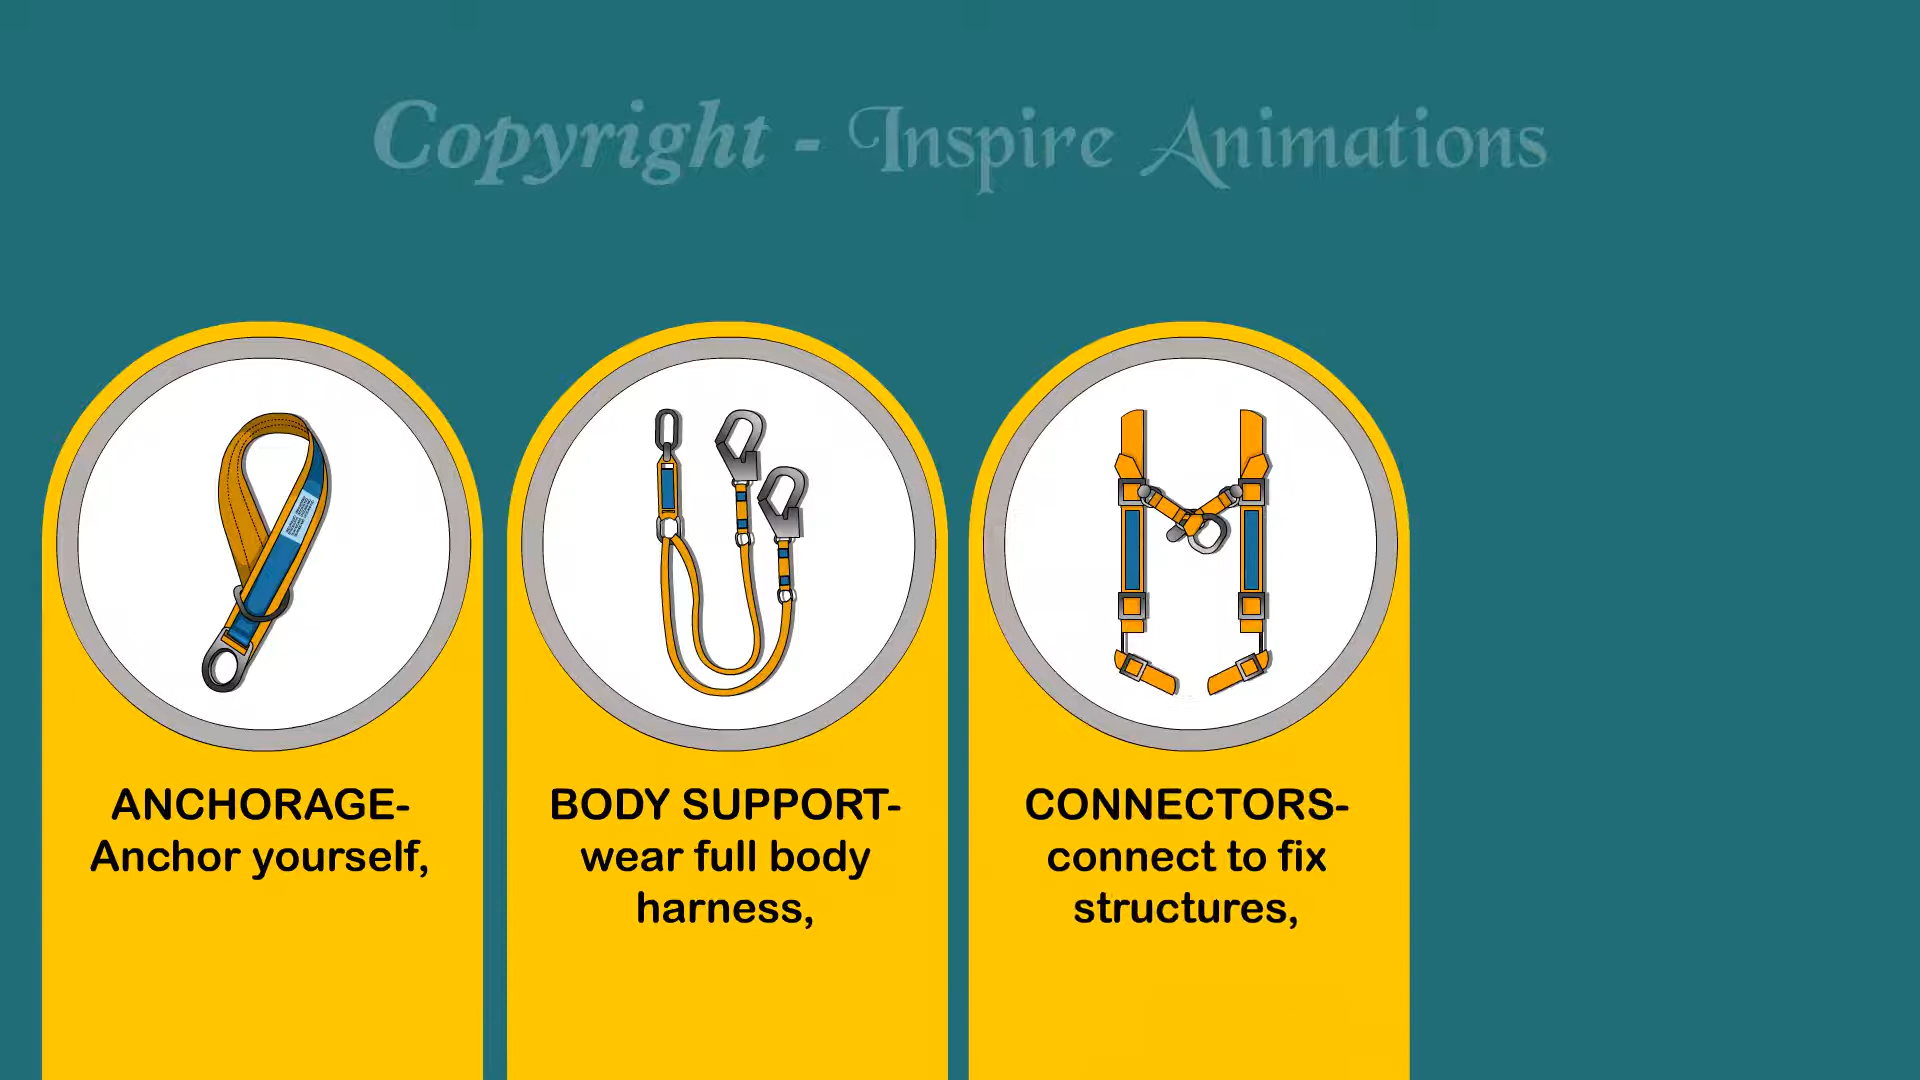 Copyright - Inspire Animations
ANCHORAGE-
Anchor yourself,
BODY SUPPORT-
wear full body
harness,
CONNECTORS-
connect to fix
structures,